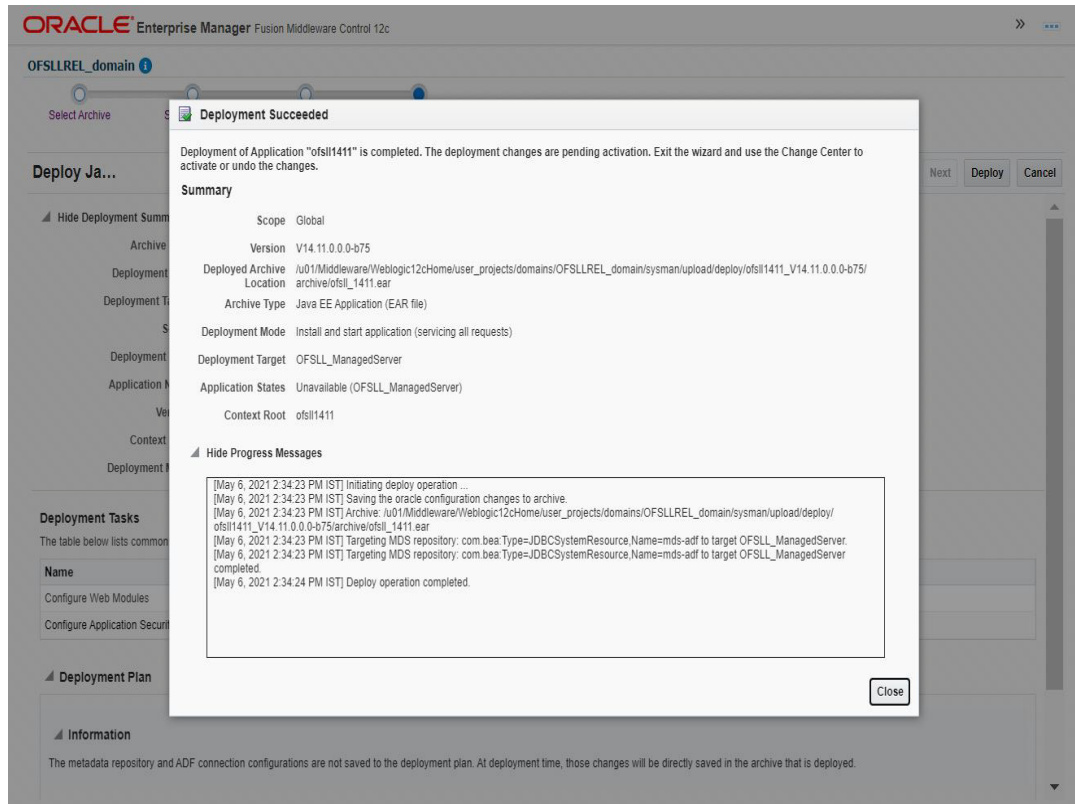 ORACLE® Enterprise Manager Fusion Middleware Control 12c
OFSLLREL_domain
Select Archive
S
Deploy Ja...
Next Deploy Cancel
Hide Deployment Summ
Archive
Deployment
Deployment Ta
S
Deployment
Application N
Ver
Context
Deployment M
Deployment Tasks
The table below lists common
Name
Configure Web Modules
Configure Application Securit
Deployment Plan
Information
The metadata repository and ADF connection configurations are not saved to the deployment plan. At deployment time, those changes will be directly saved in the archive that is deployed.
Deployment Succeeded
Deployment of Application "ofsll1411" is completed. The deployment changes are pending activation. Exit the wizard and use the Change Center to
activate or undo the changes.
Summary
Scope Global
Version V14.11.0.0.0-b75
Deployed Archive Location /u01/Middleware/Weblogic12cHome/user_projects/domains/OFSLLREL_domain/sysman/upload/deploy/ofsll1411_V14.11.0.0.0-b75/
archive/ofsll_1411.ear
Archive Type Java EE Application (EAR file)
Deployment Mode Install and start application (servicing all requests)
Deployment Target OFSLL_ManagedServer
Application States Unavailable (OFSLL_ManagedServer)
Context Root ofsll1411
Hide Progress Messages
[May 6, 2021 2:34:23 PM IST] Initiating deploy operation ...
[May 6, 2021 2:34:23 PM IST] Saving the oracle configuration changes to archive.
[May 6, 2021 2:34:23 PM IST] Archive: /u01/Middleware/Weblogic12cHome/user_projects/domains/OFSLLREL_domain/sysman/upload/deploy/
ofsll1411_V14.11.0.0.0-b75/archive/ofsll_1411.ear
[May 6, 2021 2:34:23 PM IST] Targeting MDS repository: com.bea:Type=JDBCSystemResource,Name=mds-adf to target OFSLL_ManagedServer.
[May 6, 2021 2:34:23 PM IST] Targeting MDS repository: com.bea:Type=JDBCSystemResource,Name=mds-adf to target OFSLL_ManagedServer
completed.
[May 6, 2021 2:34:24 PM IST] Deploy operation completed.
Close